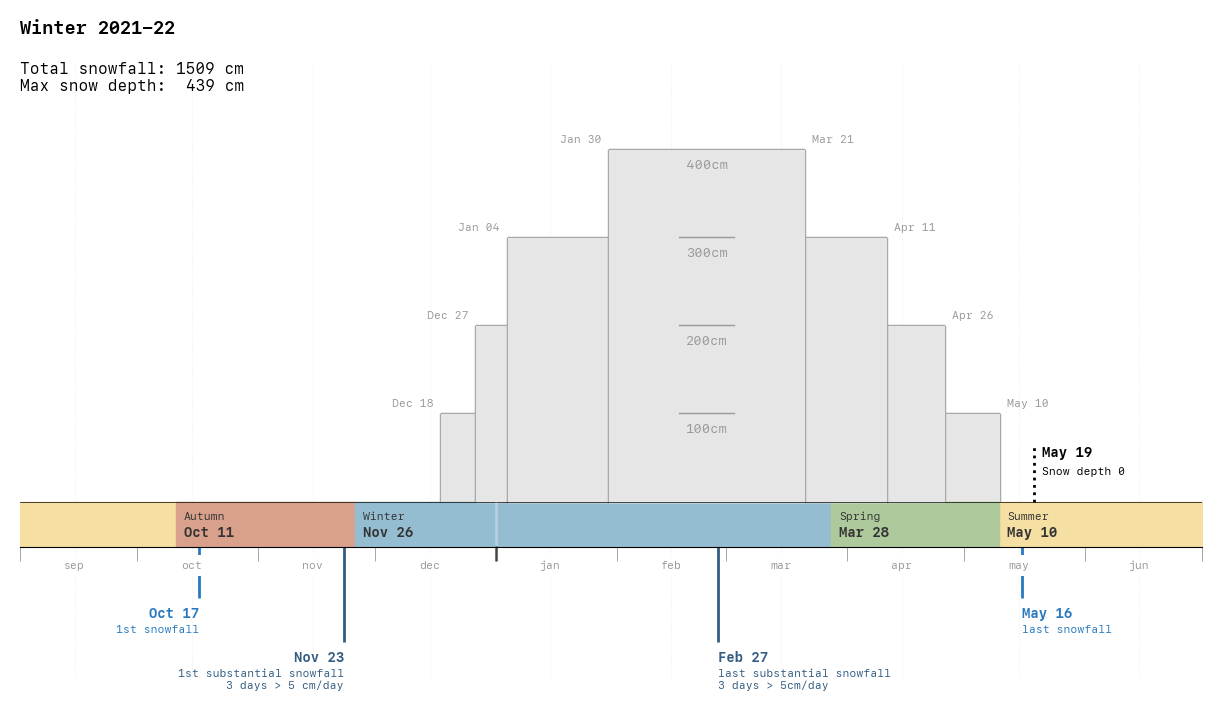 Winter 2021–22
Total snowfall: 1509 cm
Max snow depth:  439 cm
Jan 30
Mar 21
400cm
Jan 04
Apr 11
300cm
Dec 27
Apr 26
200cm
Dec 18
May 10
100cm
May 19
Snow depth 0
Autumn
Oct 11
Winter
Nov 26
Spring
Mar 28
Summer
May 10
sep oct nov dec jan feb mar apr may jun
Oct 17
1st snowfall
May 16
last snowfall
Nov 23
1st substantial snowfall
3 days > 5 cm/day
Feb 27
last substantial snowfall
3 days > 5cm/day